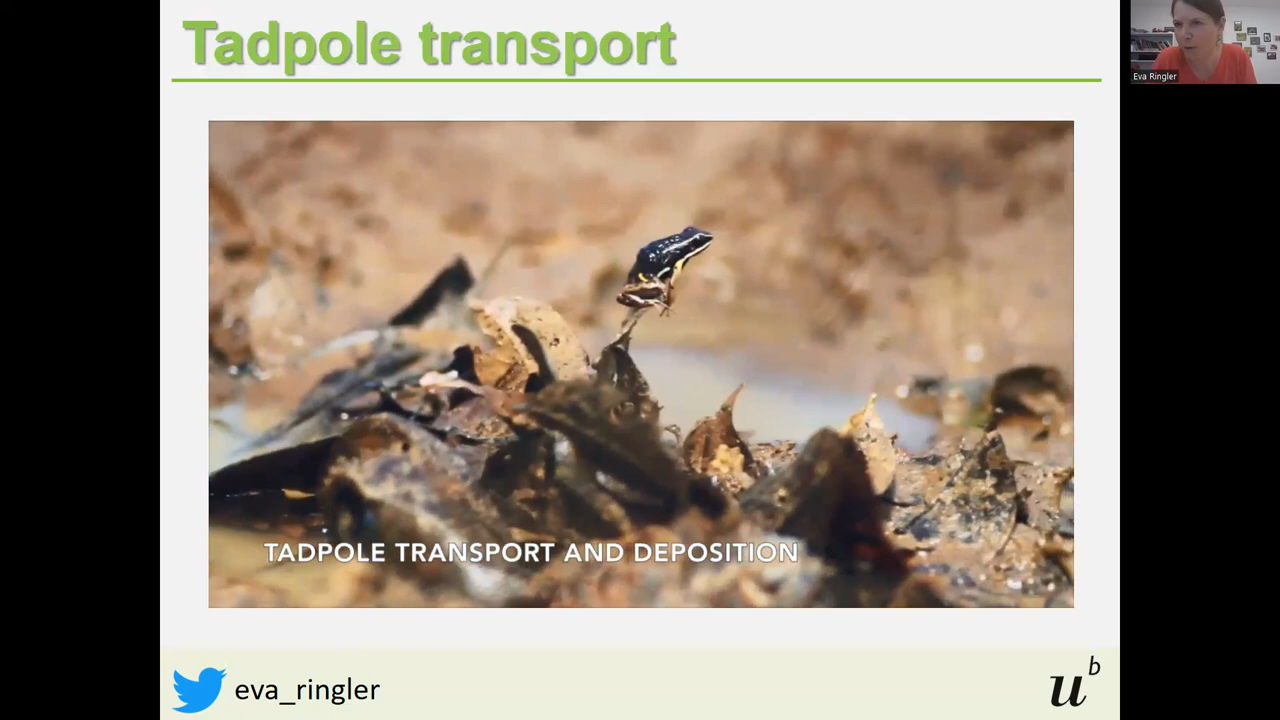 Tadpole transport
Eva Ringler
TADPOLE TRANSPORT AND DEPOSITION
eva_ringler
u b